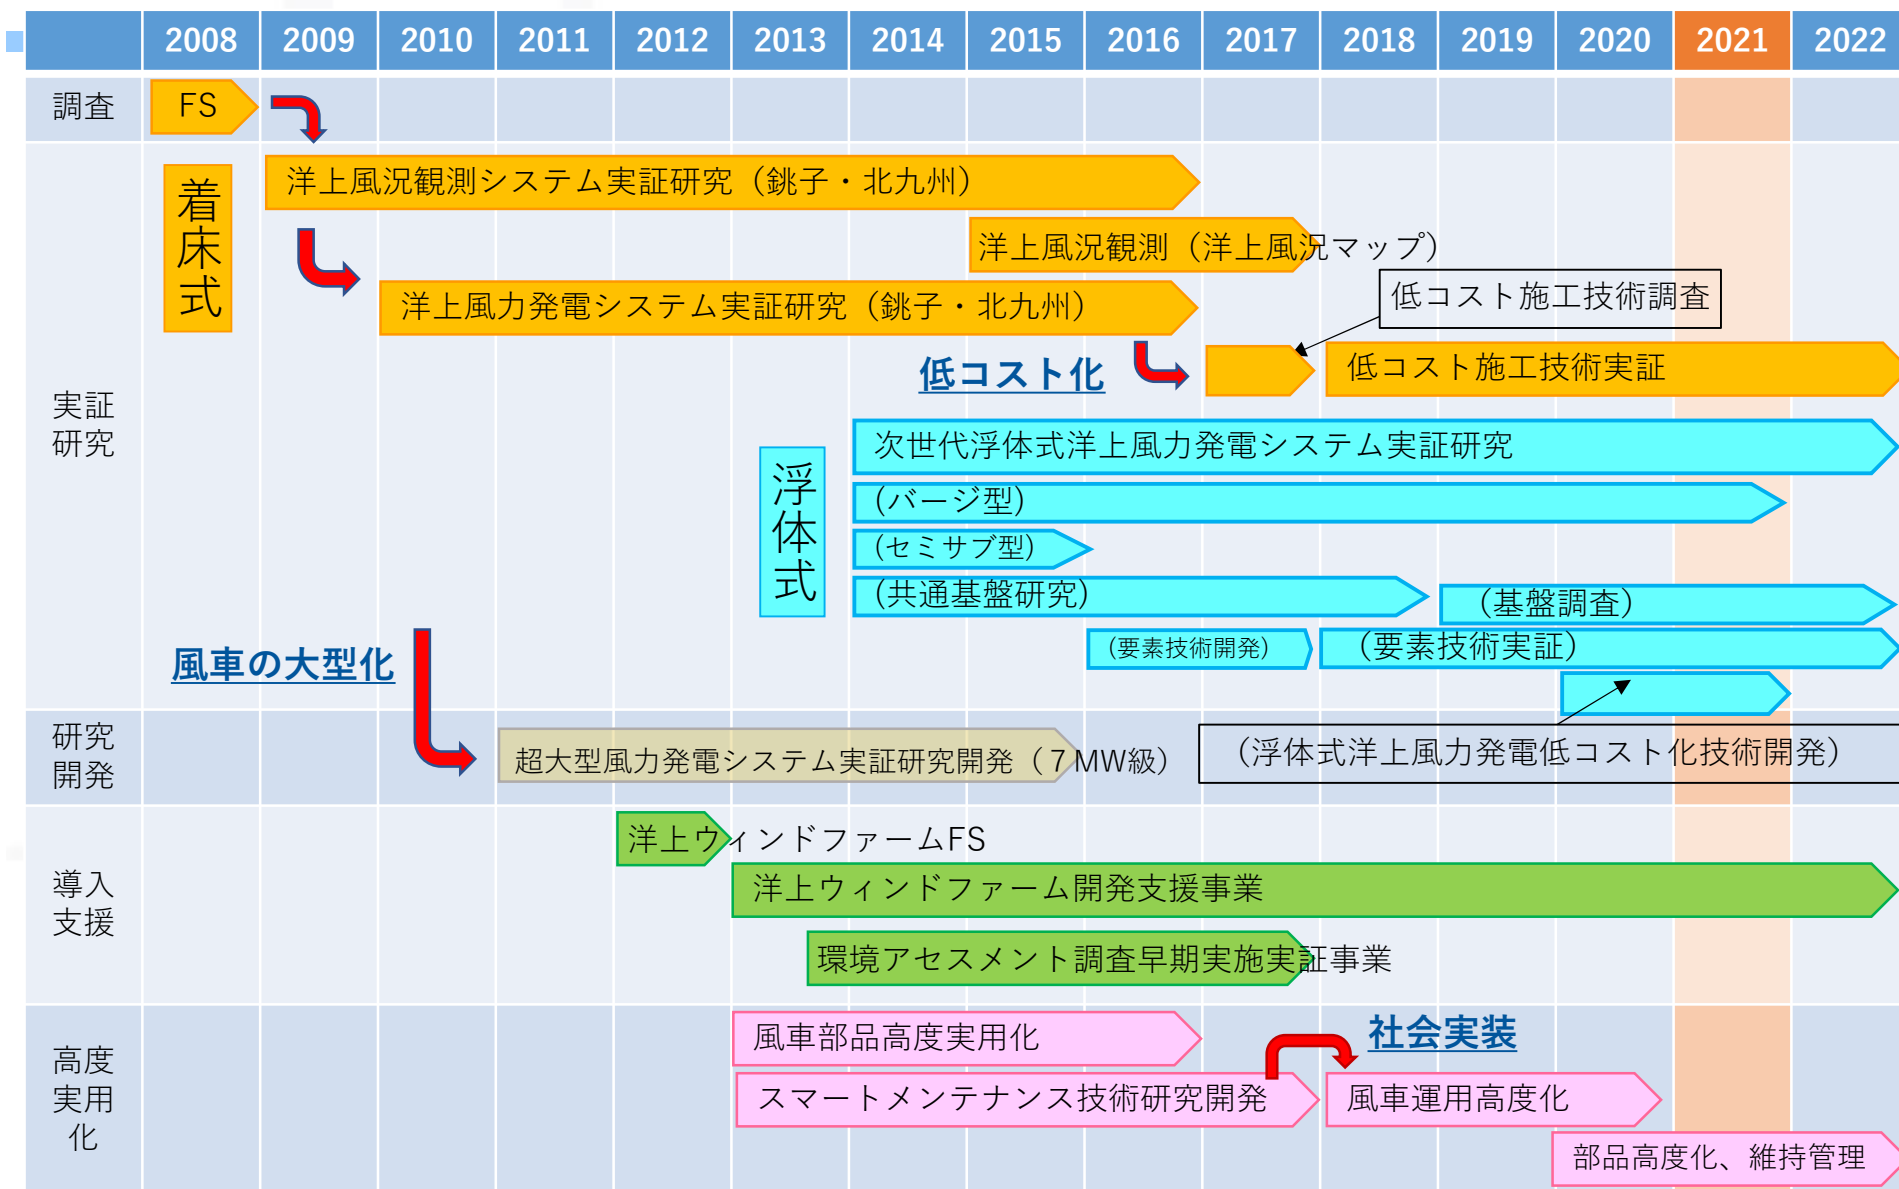 2008 2009 2010 2011 2012 2013 2014 2015 2016 2017 2018 2019 2020 2021 2022
調査
FS
実証
研究
着床式
洋上風況観測システム実証研究（銚子・北九州）
洋上風況観測（洋上風況マップ）
洋上風力発電システム実証研究（銚子・北九州）
低コスト施工技術調査
低コスト化
低コスト施工技術実証
浮体式
次世代浮体式洋上風力発電システム実証研究
(バージ型)
(セミサブ型)
(共通基盤研究)
（基盤調査）
(要素技術開発)
（要素技術実証）
風車の大型化
研究
開発
超大型風力発電システム実証研究開発（７MW級）
（浮体式洋上風力発電低コスト化技術開発）
導入
支援
洋上ウィンドファームFS
洋上ウィンドファーム開発支援事業
環境アセスメント調査早期実施実証事業
高度
実用
化
風車部品高度実用化
社会実装
スマートメンテナンス技術研究開発
風車運用高度化
部品高度化、維持管理